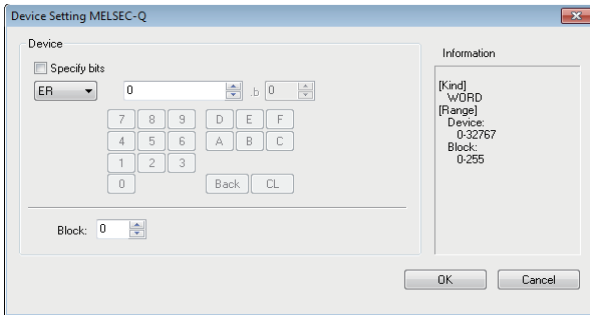 Device Setting MELSEC-Q
Device
Specify bits
ER 0 .b 0
7 8 9 D E F
4 5 6 A B C
1 2 3
0 Back CL
Block: 0
Information
[Kind]
WORD
[Range]
Device:
0-32767
Block:
0-255
OK Cancel